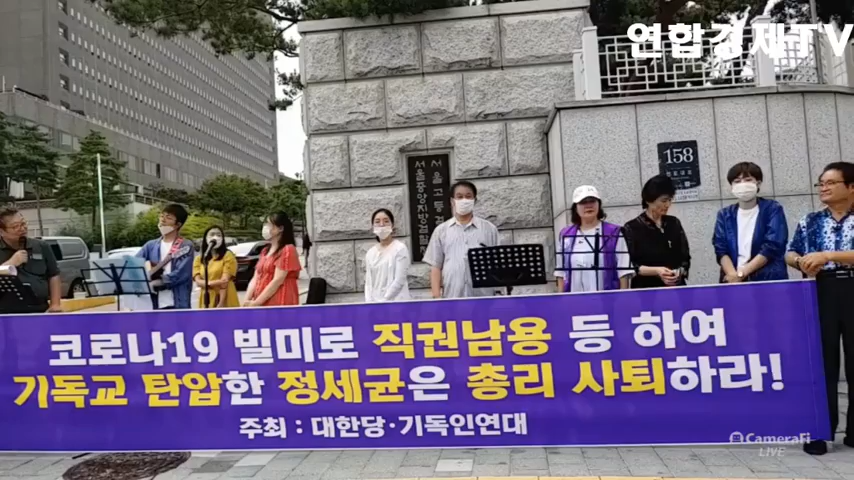 연합경제TV
서울고등검
서울중앙지방검찰
158
코로나19 빌미로 직권남용 등 하여
기독교 탄압한 정세균은 총리 사퇴하라!
주최 : 대한당·기독인연대
CameraFi
LIVE